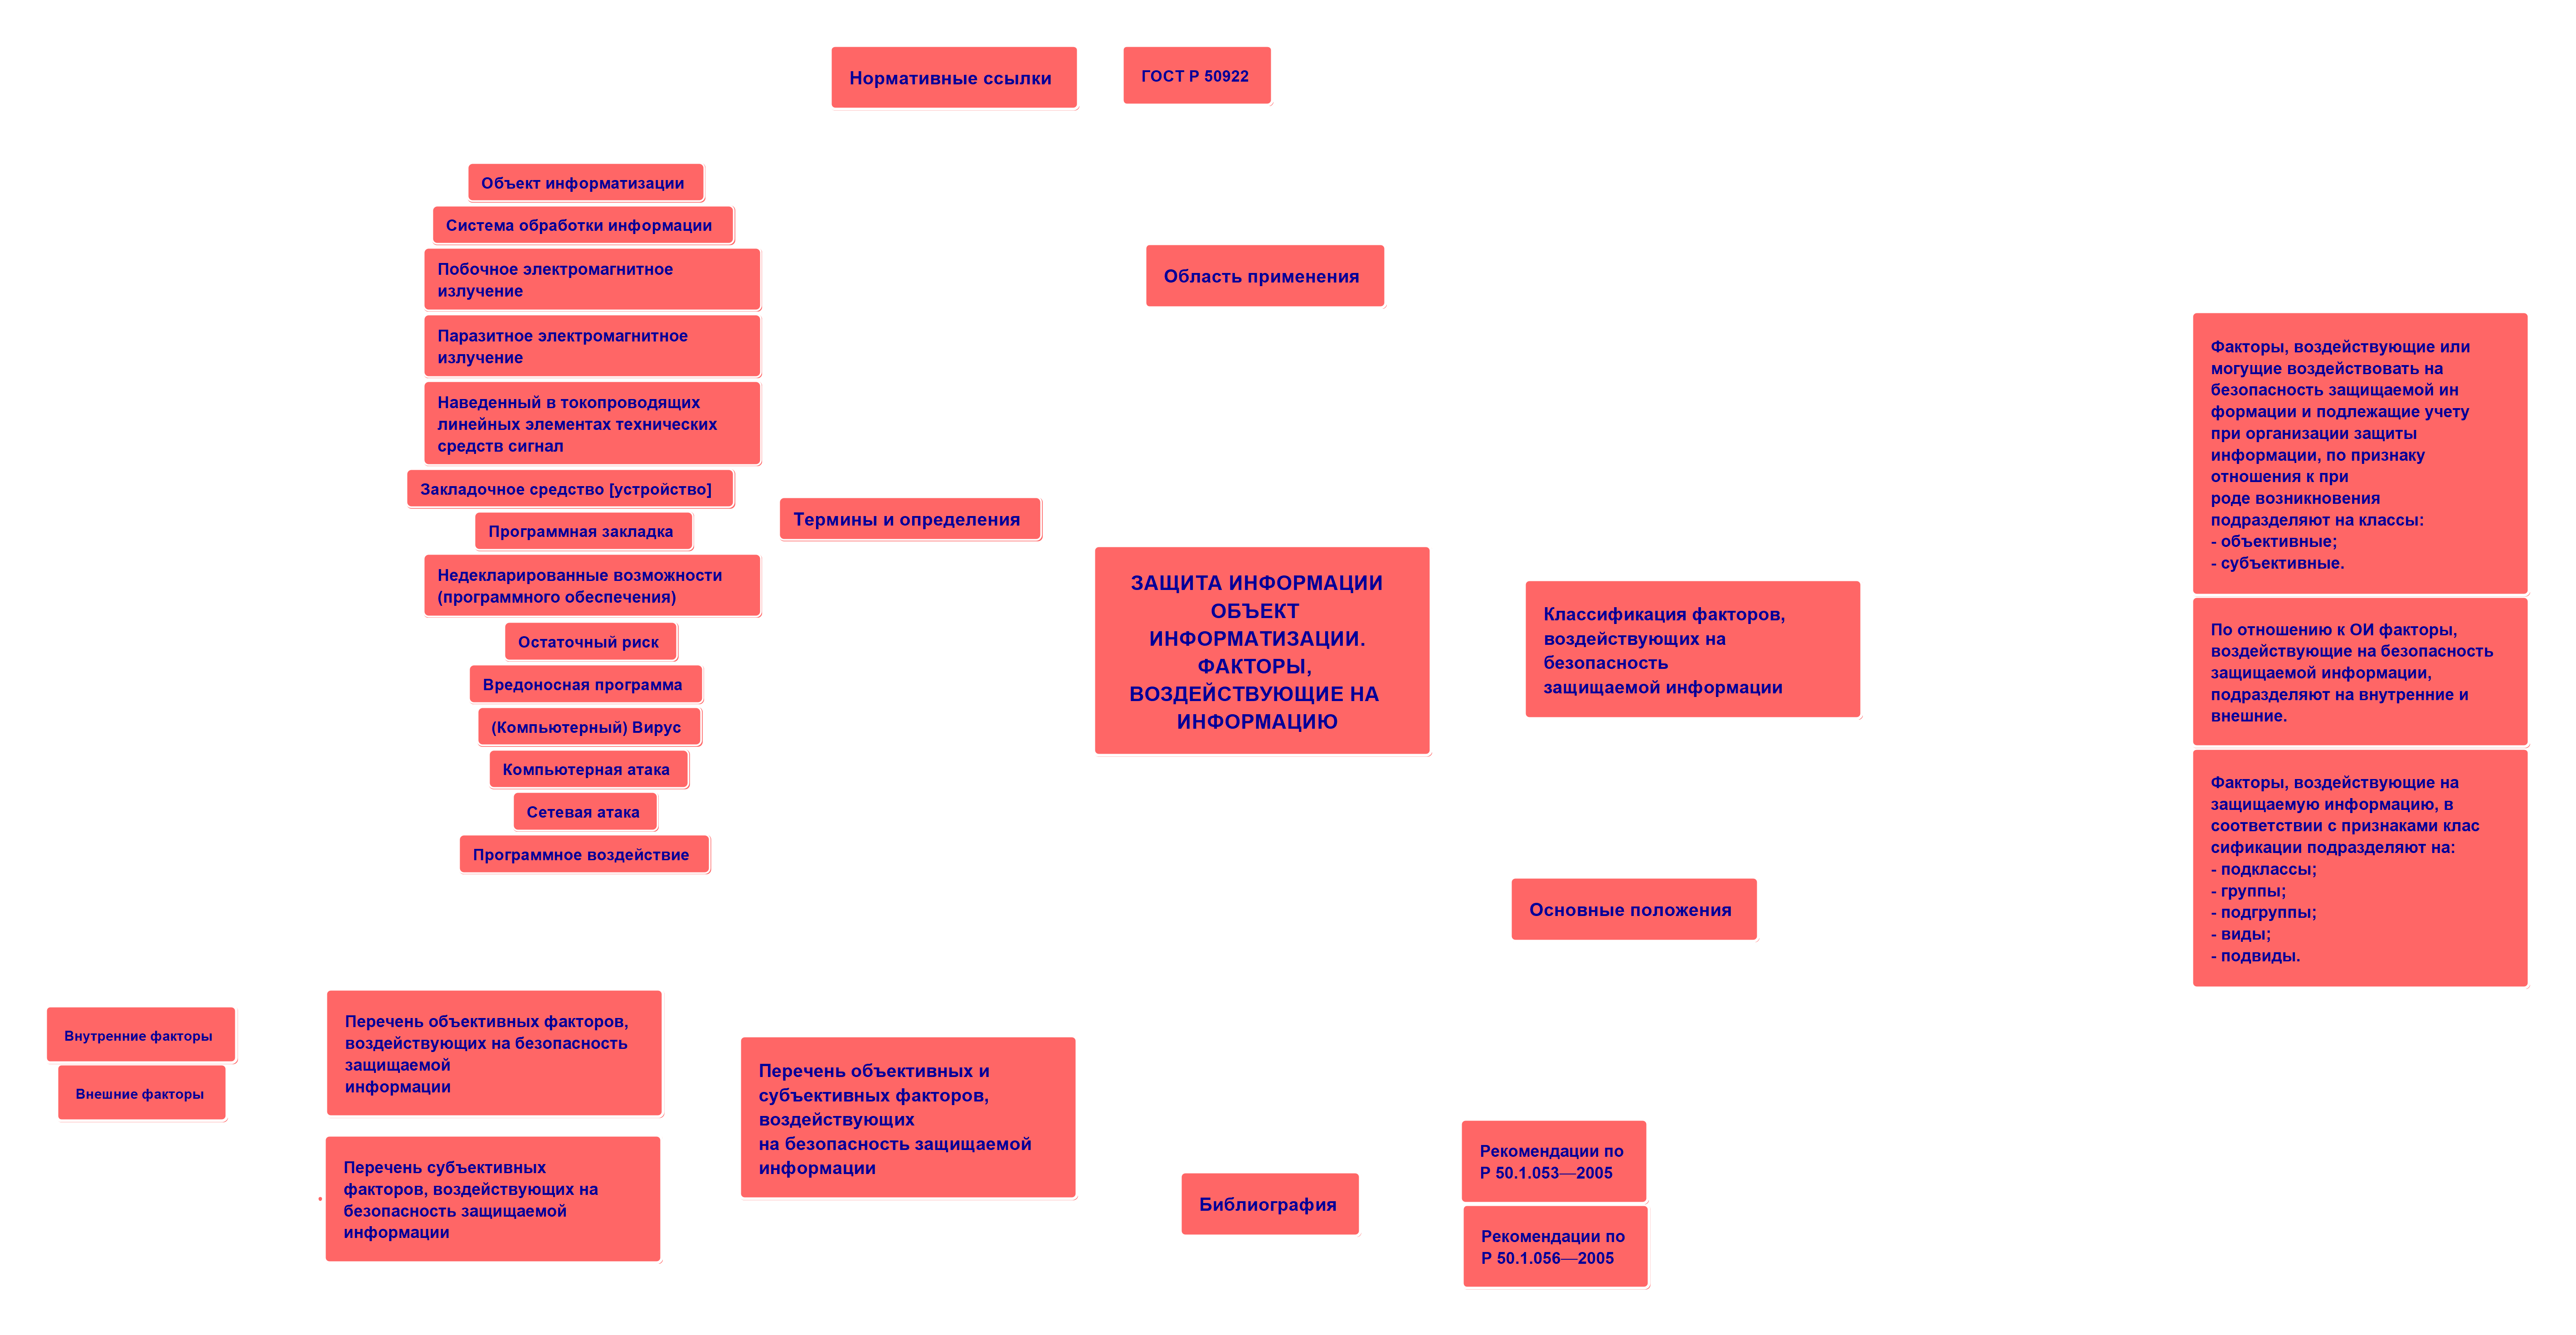 Нормативные ссылки
ГОСТ Р 50922
Объект информатизации
Система обработки информации
Побочное электромагнитное
излучение
Паразитное электромагнитное
излучение
Наведенный в токопроводящих
линейных элементах технических
средств сигнал
Закладочное средство [устройство]
Программная закладка
Недекларированные возможности
(программного обеспечения)
Остаточный риск
Вредоносная программа
(Компьютерный) Вирус
Компьютерная атака
Сетевая атака
Программное воздействие
Термины и определения
Область применения
ЗАЩИТА ИНФОРМАЦИИ
ОБЪЕКТ
ИНФОРМАТИЗАЦИИ.
ФАКТОРЫ,
ВОЗДЕЙСТВУЮЩИЕ НА
ИНФОРМАЦИЮ
Классификация факторов,
воздействующих на
безопасность
защищаемой информации
Факторы, воздействующие или
могущие воздействовать на
безопасность защищаемой ин
формации и подлежащие учету
при организации защиты
информации, по признаку
отношения к при
роде возникновения
подразделяют на классы:
- объективные;
- субъективные.
По отношению к ОИ факторы,
воздействующие на безопасность
защищаемой информации,
подразделяют на внутренние и
внешние.
Факторы, воздействующие на
защищаемую информацию, в
соответствии с признаками клас
сификации подразделяют на:
- подклассы;
- группы;
- подгруппы;
- виды;
- подвиды.
Основные положения
Внутренние факторы
Внешние факторы
Перечень объективных факторов,
воздействующих на безопасность
защищаемой
информации
Перечень субъективных
факторов, воздействующих на
безопасность защищаемой
информации
Перечень объективных и
субъективных факторов,
воздействующих
на безопасность защищаемой
информации
Библиография
Рекомендации по
Р 50.1.053—2005
Рекомендации по
Р 50.1.056—2005